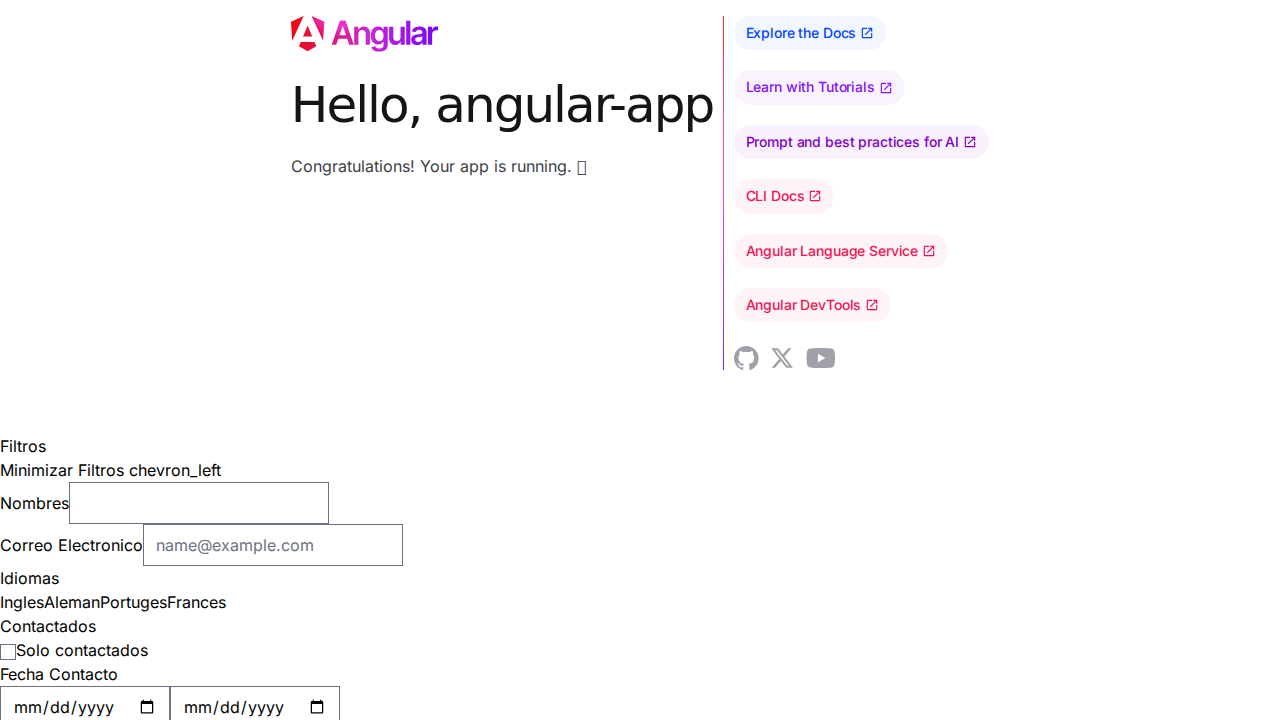 Angular
Hello, angular-app
Congratulations! Your app is running.
Explore the Docs
Learn with Tutorials
Prompt and best practices for AI
CLI Docs
Angular Language Service
Angular DevTools
Filtros
Minimizar Filtros chevron_left
Nombres
Correo Electronico name@example.com
Idiomas
InglesAlemanPortugesFrances
Contactados
Solo contactados
Fecha Contacto
mm/dd/yyyy mm/dd/yyyy